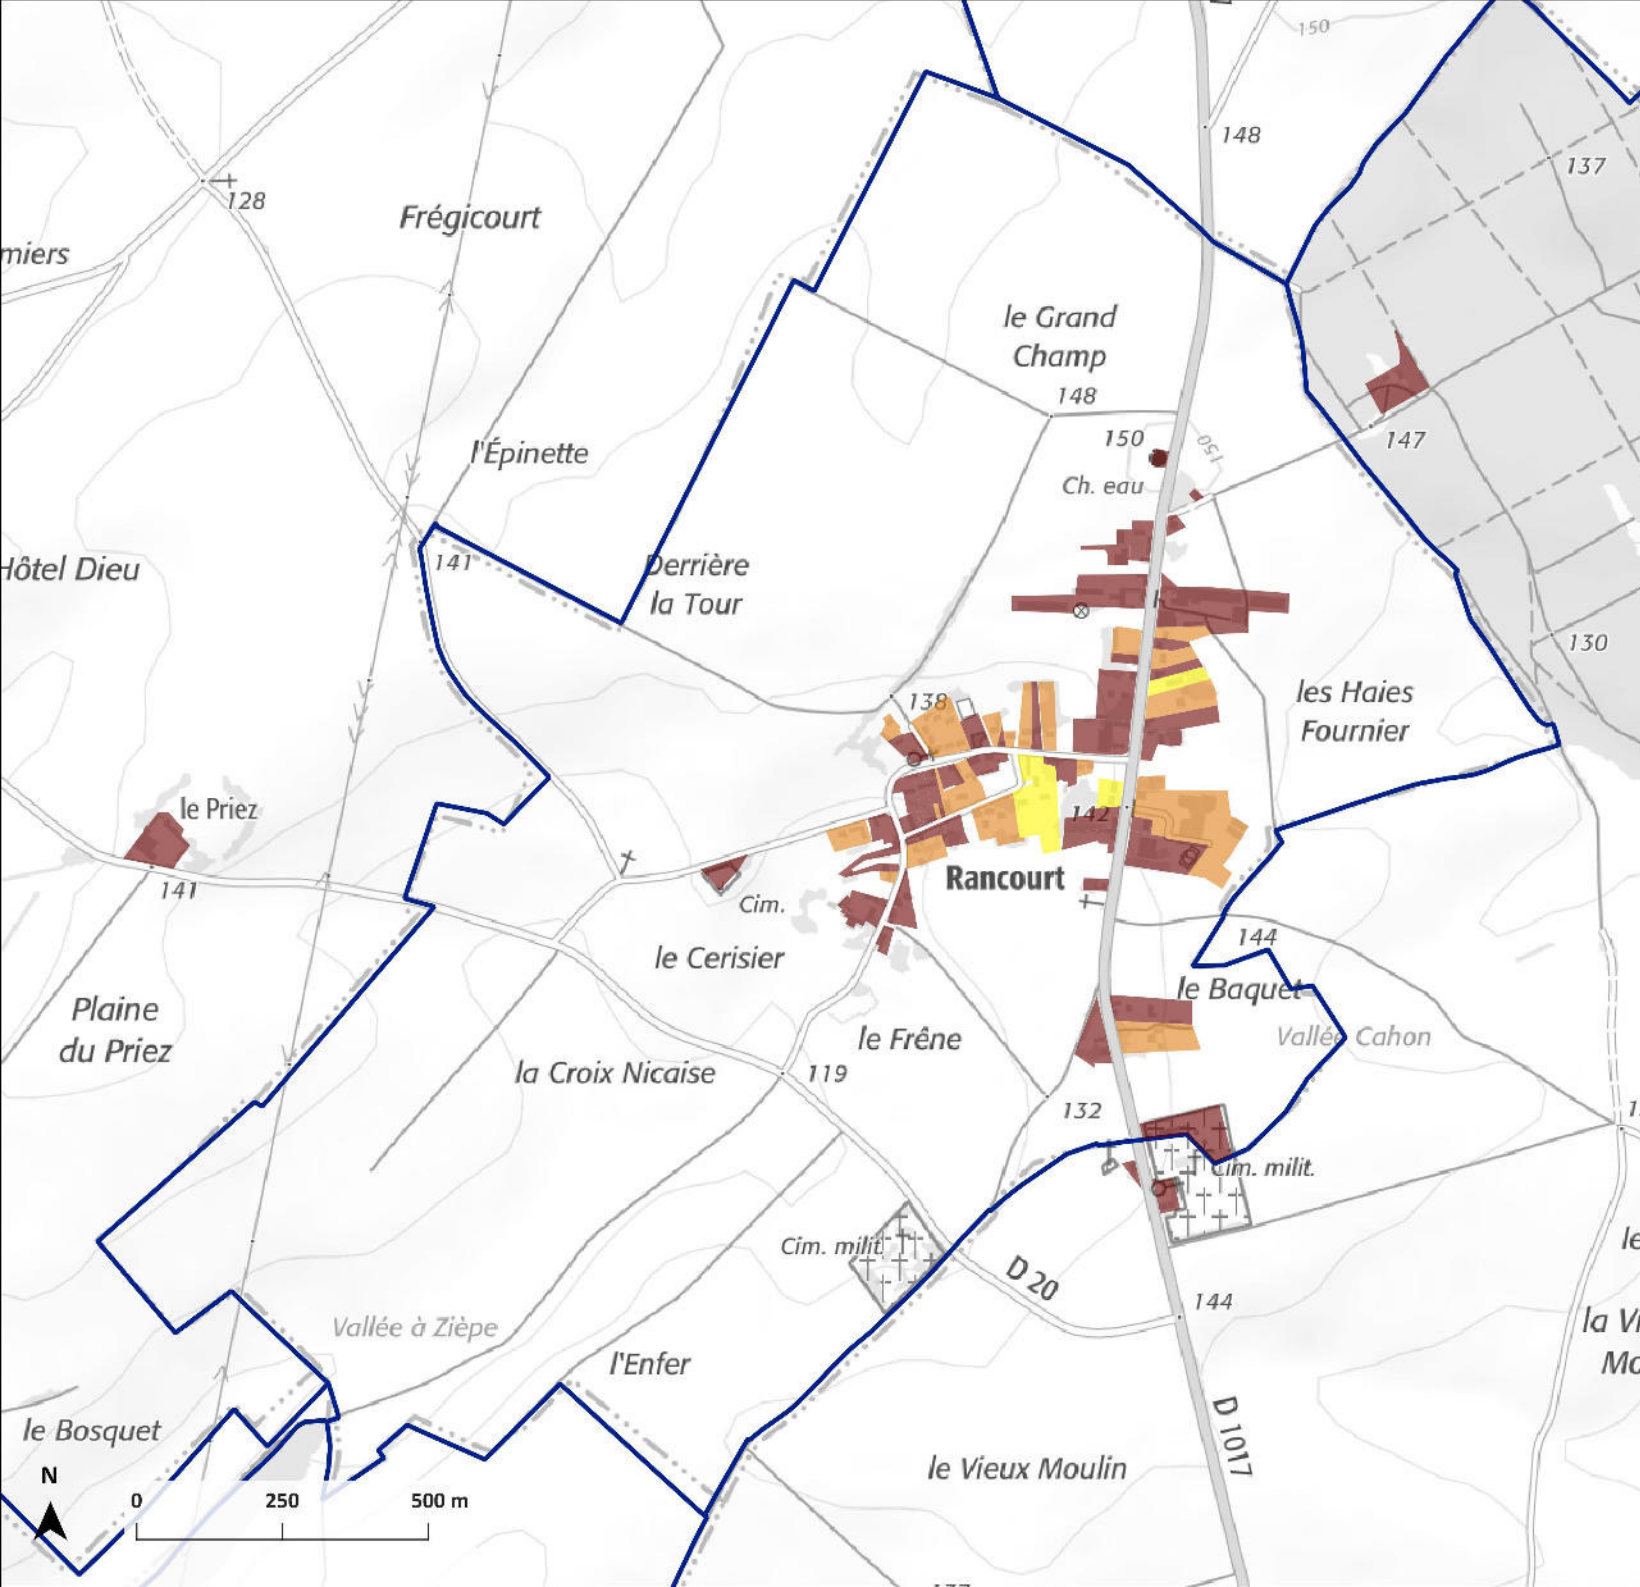 150
148
137
128
Frégicourt
miers
le Grand
Champ
148
150
150
147
l'Épinette
Ch. eau
141
Derrière
la Tour
Hôtel Dieu
130
138
les Haies
Fournier
le Priez
142
141
Rancourt
Cim.
144
le Cerisier
le Baquet
Plaine
du Priez
le Frêne
Vallée Cahon
la Croix Nicaise
119
132
Cim. milit.
Cim. milit.
D 20
144
Vallée à Zièpe
l'Enfer
le Bosquet
D 1017
le Vieux Moulin
N
0 250 500 m